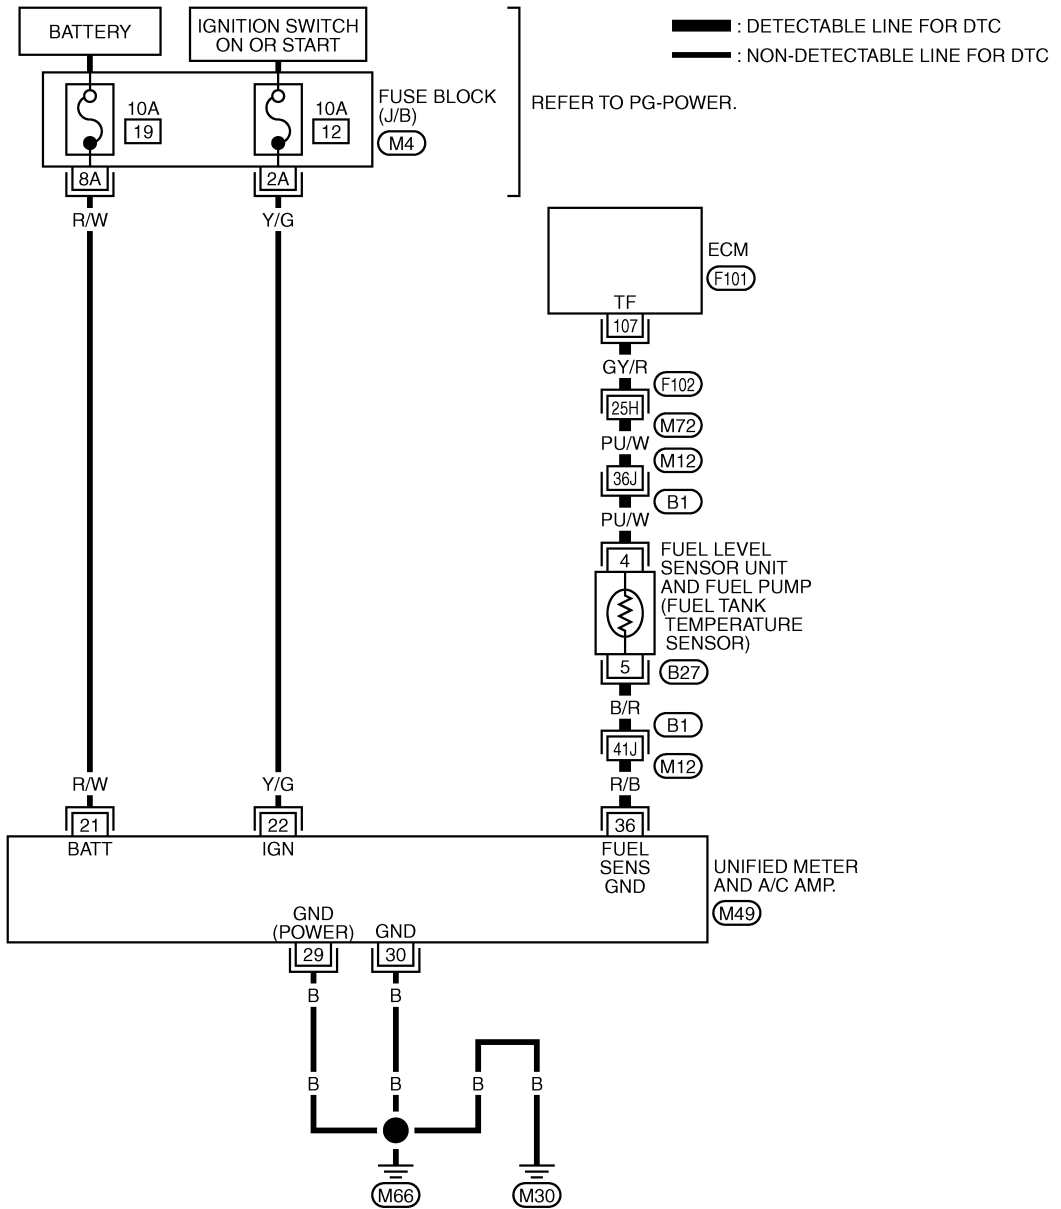 BATTERY
IGNITION SWITCH
ON OR START
: DETECTABLE LINE FOR DTC
: NON-DETECTABLE LINE FOR DTC
10A
19
10A
12
FUSE BLOCK
(J/B)
M4
REFER TO PG-POWER.
8A
2A
R/W
Y/G
ECM
F101
TF
107
GY/R
F102
25H
M72
PU/W
M12
36J
B1
PU/W
4
FUEL LEVEL
SENSOR UNIT
AND FUEL PUMP
(FUEL TANK
TEMPERATURE
SENSOR)
5
B27
B/R
B1
41J
M12
R/W
Y/G
R/B
21
22
36
BATT
IGN
FUEL
SENS
GND
UNIFIED METER
AND A/C AMP.
M49
GND
(POWER)
GND
29
30
B
B
B
B
B
B
M66
M30